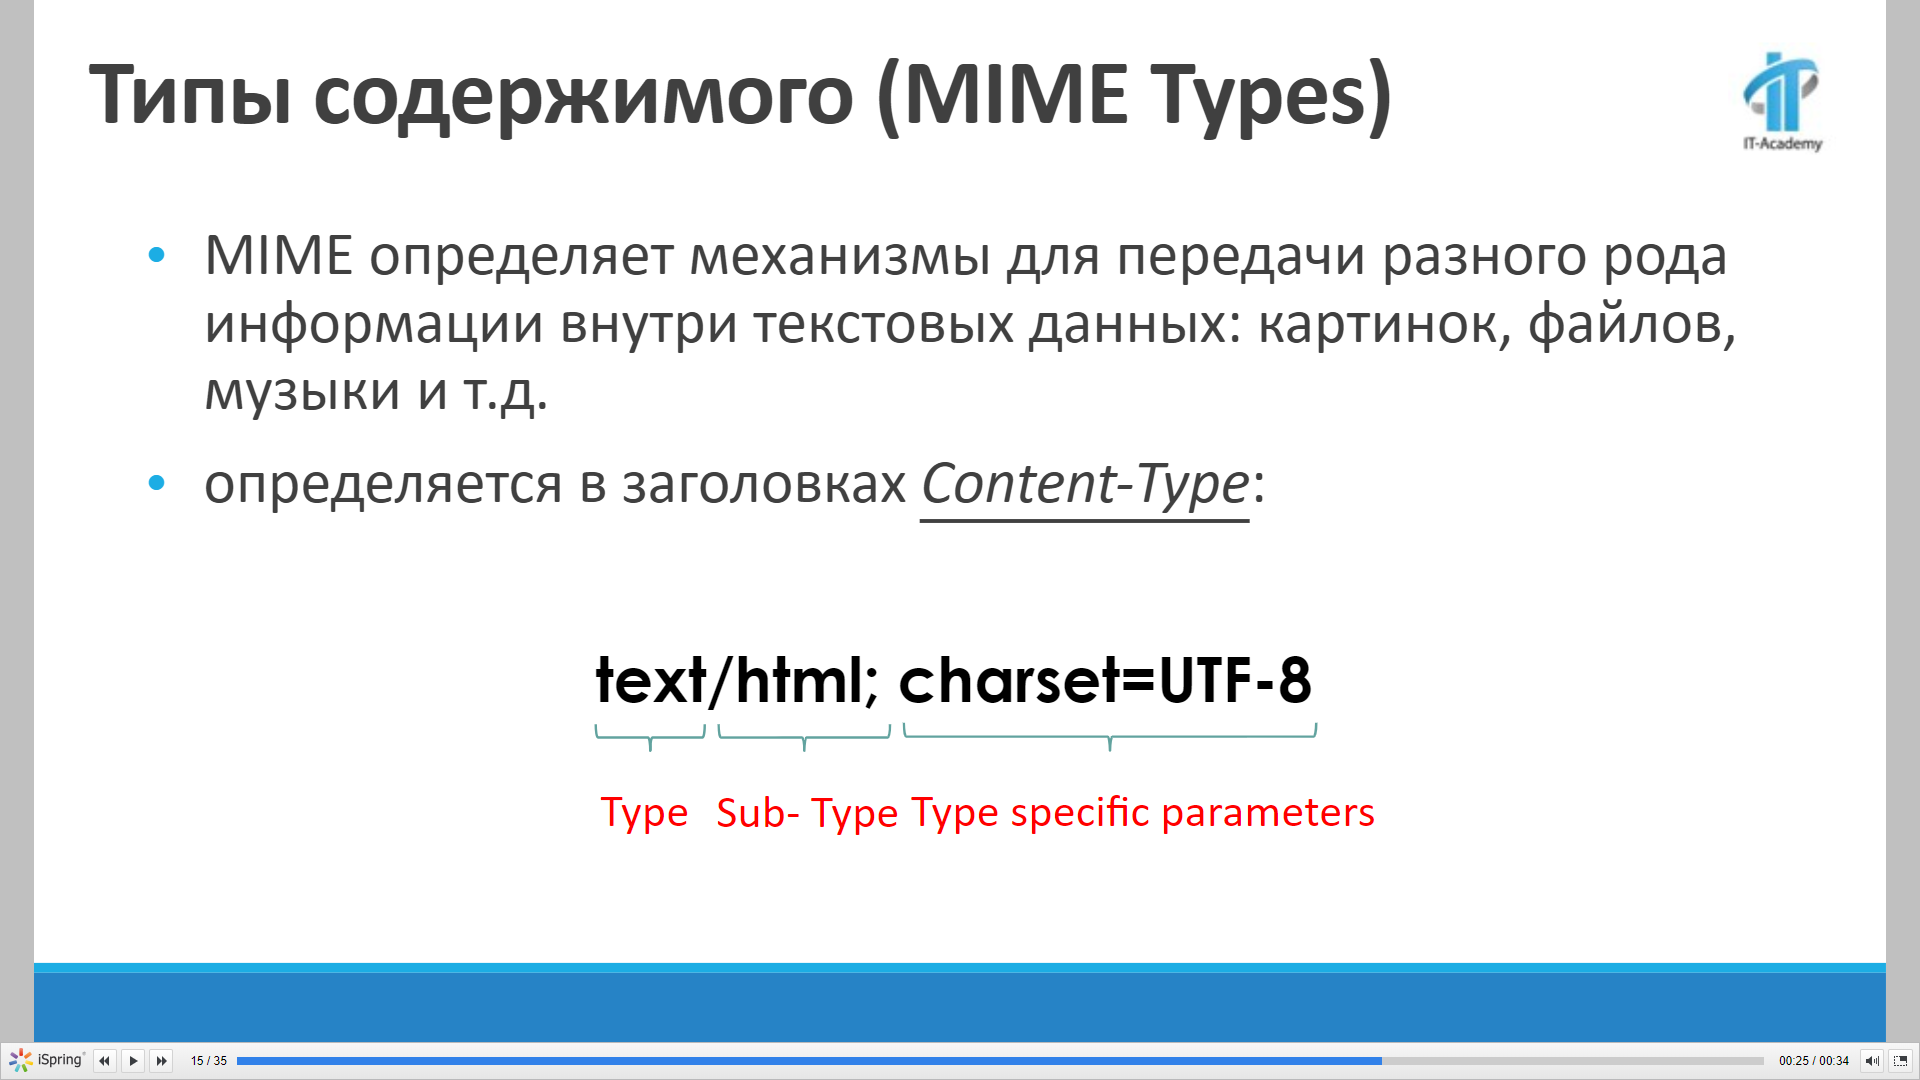 Типы содержимого (MIME Types)
IT-Academy
MIME определяет механизмы для передачи разного рода
информации внутри текстовых данных: картинок, файлов,
музыки и т.д.
определяется в заголовках Content-Type:
text/html; charset=UTF-8
Type Sub- Type Type specific parameters
iSpring 15 / 35 00:25 / 00:34